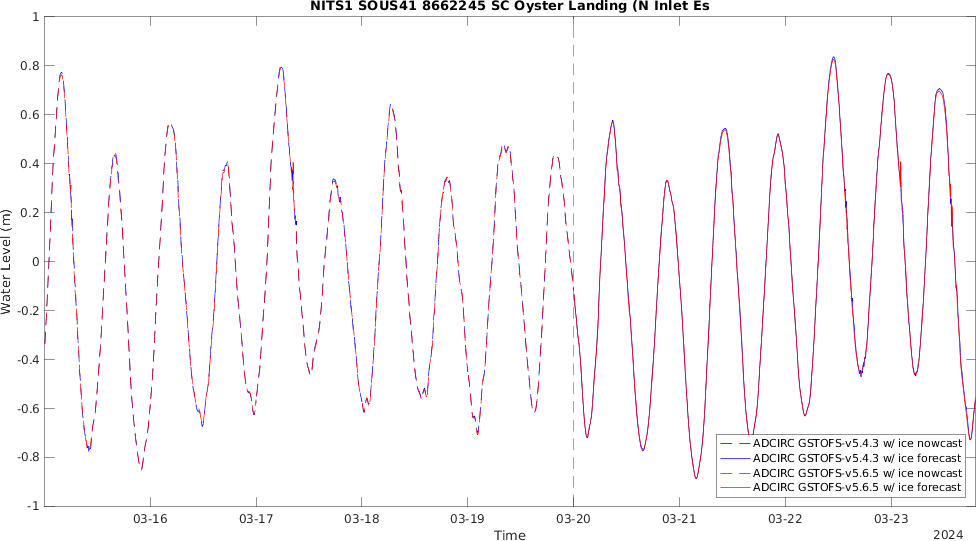 NITS1 SOUS41 8662245 SC Oyster Landing (N Inlet Es
1
0.8
0.6
0.4
0.2
0
-0.2
-0.4
-0.6
-0.8
-1
Water Level (m)
03-16
03-17
03-18
03-19
03-20
03-21
03-22
03-23
Time
2024
ADCIRC GSTOFS-v5.4.3 w/ ice nowcast
ADCIRC GSTOFS-v5.4.3 w/ ice forecast
ADCIRC GSTOFS-v5.6.5 w/ ice nowcast
ADCIRC GSTOFS-v5.6.5 w/ ice forecast